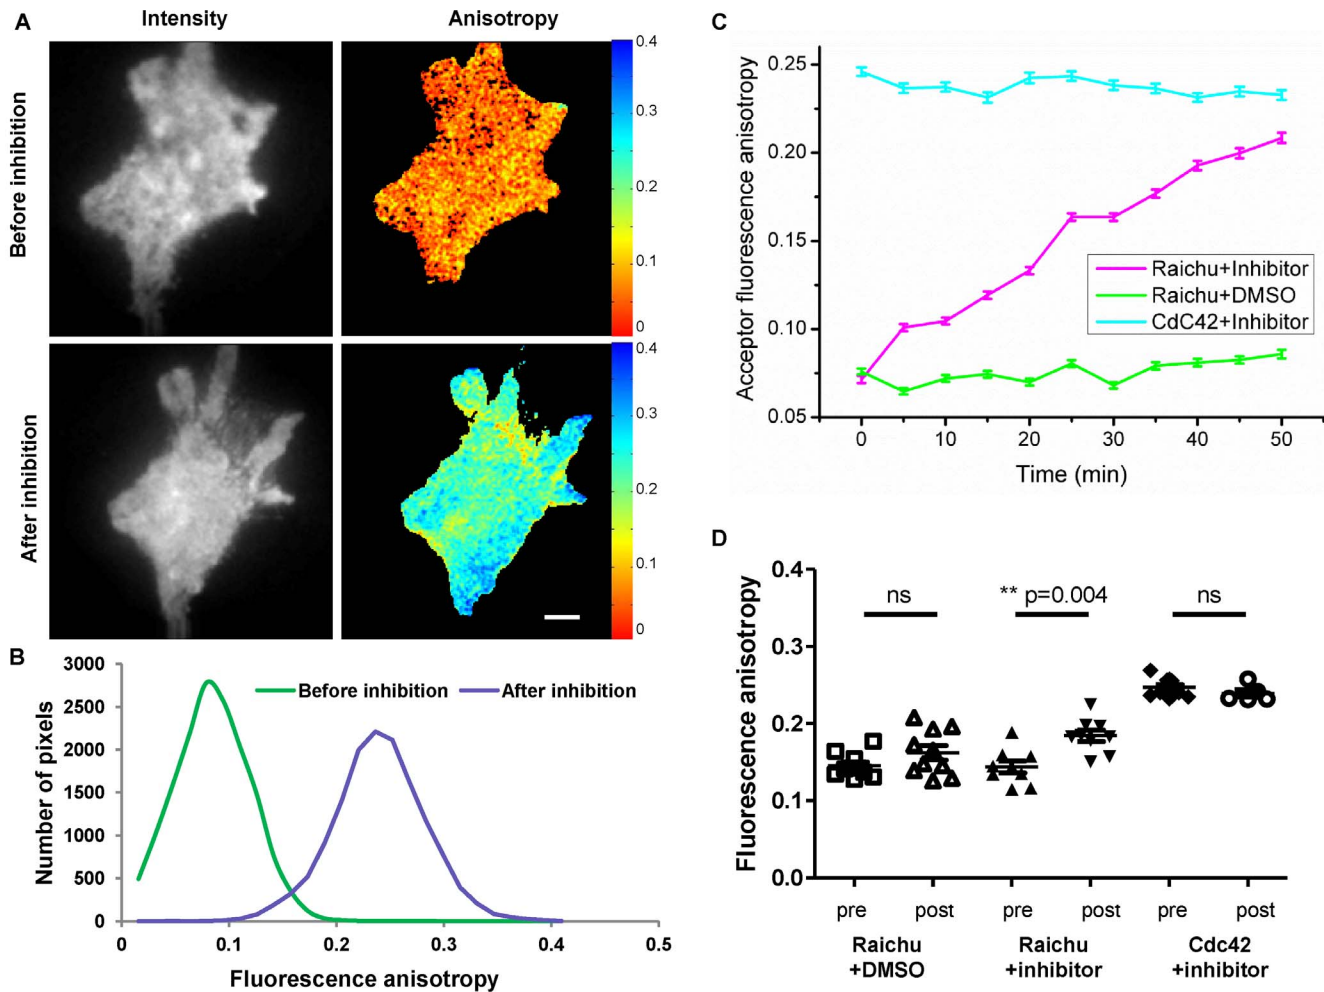 A
Intensity
Anisotropy
Before inhibition
0.4
0.3
0.2
0.1
0
After inhibition
0.4
0.3
0.2
0.1
0
B
3000
2500
2000
1500
1000
500
0
Number of pixels
Before inhibition
After inhibition
0
0.1
0.2
0.3
0.4
0.5
Fluorescence anisotropy
C
0.25
0.20
0.15
0.10
0.05
Acceptor fluorescence anisotropy
Raichu+Inhibitor
Raichu+DMSO
CdC42+Inhibitor
0
10
20
30
40
50
Time (min)
D
0.4
0.3
0.2
0.1
0.0
Fluorescence anisotropy
ns
** p=0.004
ns
pre
post
pre
post
pre
post
Raichu
+DMSO
Raichu
+inhibitor
Cdc42
+inhibitor